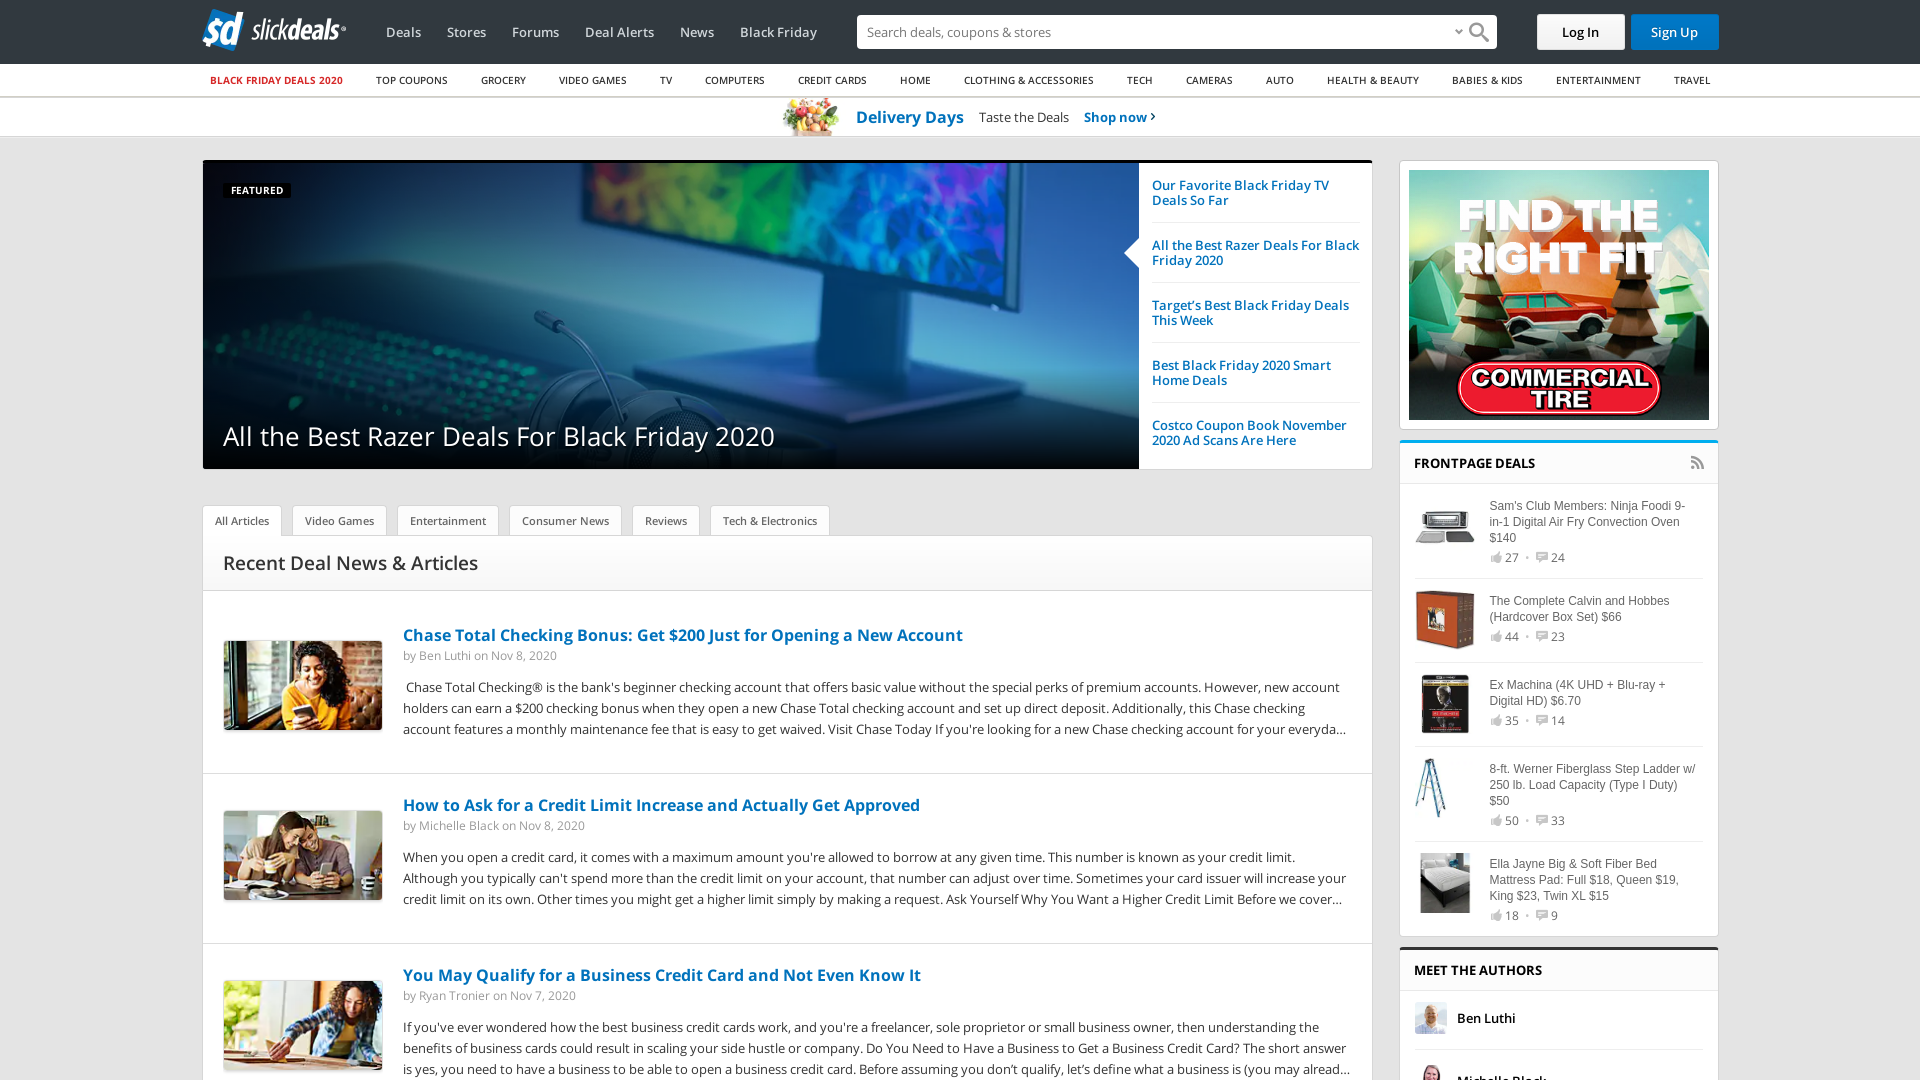 sd slickdeals
Deals
Stores
Forums
Deal Alerts
News
Black Friday
Search deals, coupons & stores
Log In
Sign Up
BLACK FRIDAY DEALS 2020
TOP COUPONS
GROCERY
VIDEO GAMES
TV
COMPUTERS
CREDIT CARDS
HOME
CLOTHING & ACCESSORIES
TECH
CAMERAS
AUTO
HEALTH & BEAUTY
BABIES & KIDS
ENTERTAINMENT
TRAVEL
Delivery Days Taste the Deals Shop now
FEATURED
All the Best Razer Deals For Black Friday 2020
Our Favorite Black Friday TV
Deals So Far
All the Best Razer Deals For Black
Friday 2020
Target’s Best Black Friday Deals
This Week
Best Black Friday 2020 Smart
Home Deals
Costco Coupon Book November
2020 Ad Scans Are Here
All Articles
Video Games
Entertainment
Consumer News
Reviews
Tech & Electronics
Recent Deal News & Articles
Chase Total Checking Bonus: Get $200 Just for Opening a New Account
by Ben Luthi on Nov 8, 2020
Chase Total Checking® is the bank's beginner checking account that offers basic value without the special perks of premium accounts. However, new account
holders can earn a $200 checking bonus when they open a new Chase Total checking account and set up direct deposit. Additionally, this Chase checking
account features a monthly maintenance fee that is easy to get waived. Visit Chase Today If you're looking for a new Chase checking account for your everyda...
How to Ask for a Credit Limit Increase and Actually Get Approved
by Michelle Black on Nov 8, 2020
When you open a credit card, it comes with a maximum amount you're allowed to borrow at any given time. This number is known as your credit limit.
Although you typically can't spend more than the credit limit on your account, that number can adjust over time. Sometimes your card issuer will increase your
credit limit on its own. Other times you might get a higher limit simply by making a request. Ask Yourself Why You Want a Higher Credit Limit Before we cover...
You May Qualify for a Business Credit Card and Not Even Know It
by Ryan Tronier on Nov 7, 2020
If you've ever wondered how the best business credit cards work, and you're a freelancer, sole proprietor or small business owner, then understanding the
benefits of business cards could result in scaling your side hustle or company. Do You Need to Have a Business to Get a Business Credit Card? The short answer
is yes, you need to have a business to be able to open a business credit card. Before assuming you don’t qualify, let’s define what a business is (you may alread...
FIND THE
RIGHT FIT
COMMERCIAL
TIRE
FRONTPAGE DEALS
Sam's Club Members: Ninja Foodi 9-
in-1 Digital Air Fry Convection Oven
$140
27 • 24
The Complete Calvin and Hobbes
(Hardcover Box Set) $66
44 • 23
Ex Machina (4K UHD + Blu-ray +
Digital HD) $6.70
35 • 14
8-ft. Werner Fiberglass Step Ladder w/
250 lb. Load Capacity (Type I Duty)
$50
50 • 33
Ella Jayne Big & Soft Fiber Bed
Mattress Pad: Full $18, Queen $19,
King $23, Twin XL $15
18 • 9
MEET THE AUTHORS
Ben Luthi
Michelle Black